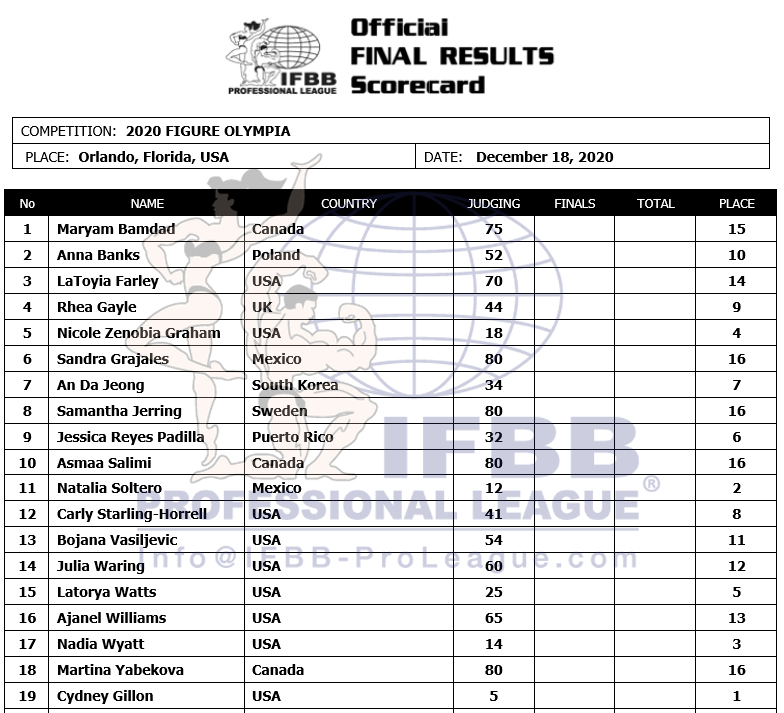 Official
FINAL RESULTS
Scorecard
IFBB
PROFESSIONAL LEAGUE
COMPETITION: 2020 FIGURE OLYMPIA
PLACE: Orlando, Florida, USA DATE: December 18, 2020
No NAME COUNTRY JUDGING FINALS TOTAL PLACE
1 Maryam Bamdad Canada 75 15
2 Anna Banks Poland 52 10
3 LaToyia Farley USA 70 14
4 Rhea Gayle UK 44 9
5 Nicole Zenobia Graham USA 18 4
6 Sandra Grajales Mexico 80 16
7 An Da Jeong South Korea 34 7
8 Samantha Jerring Sweden 80 16
9 Jessica Reyes Padilla Puerto Rico 32 6
10 Asmaa Salimi Canada 80 16
11 Natalia Soltero Mexico 12 2
12 Carly Starling-Horrell USA 41 8
13 Bojana Vasiljevic USA 54 11
14 Julia Waring USA 60 12
15 Latorya Watts USA 25 5
16 Ajanel Williams USA 65 13
17 Nadia Wyatt USA 14 3
18 Martina Yabekova Canada 80 16
19 Cydney Gillon USA 5 1
IFBB
PROFESSIONAL LEAGUE ®
Info@IFBB-ProLeague.com